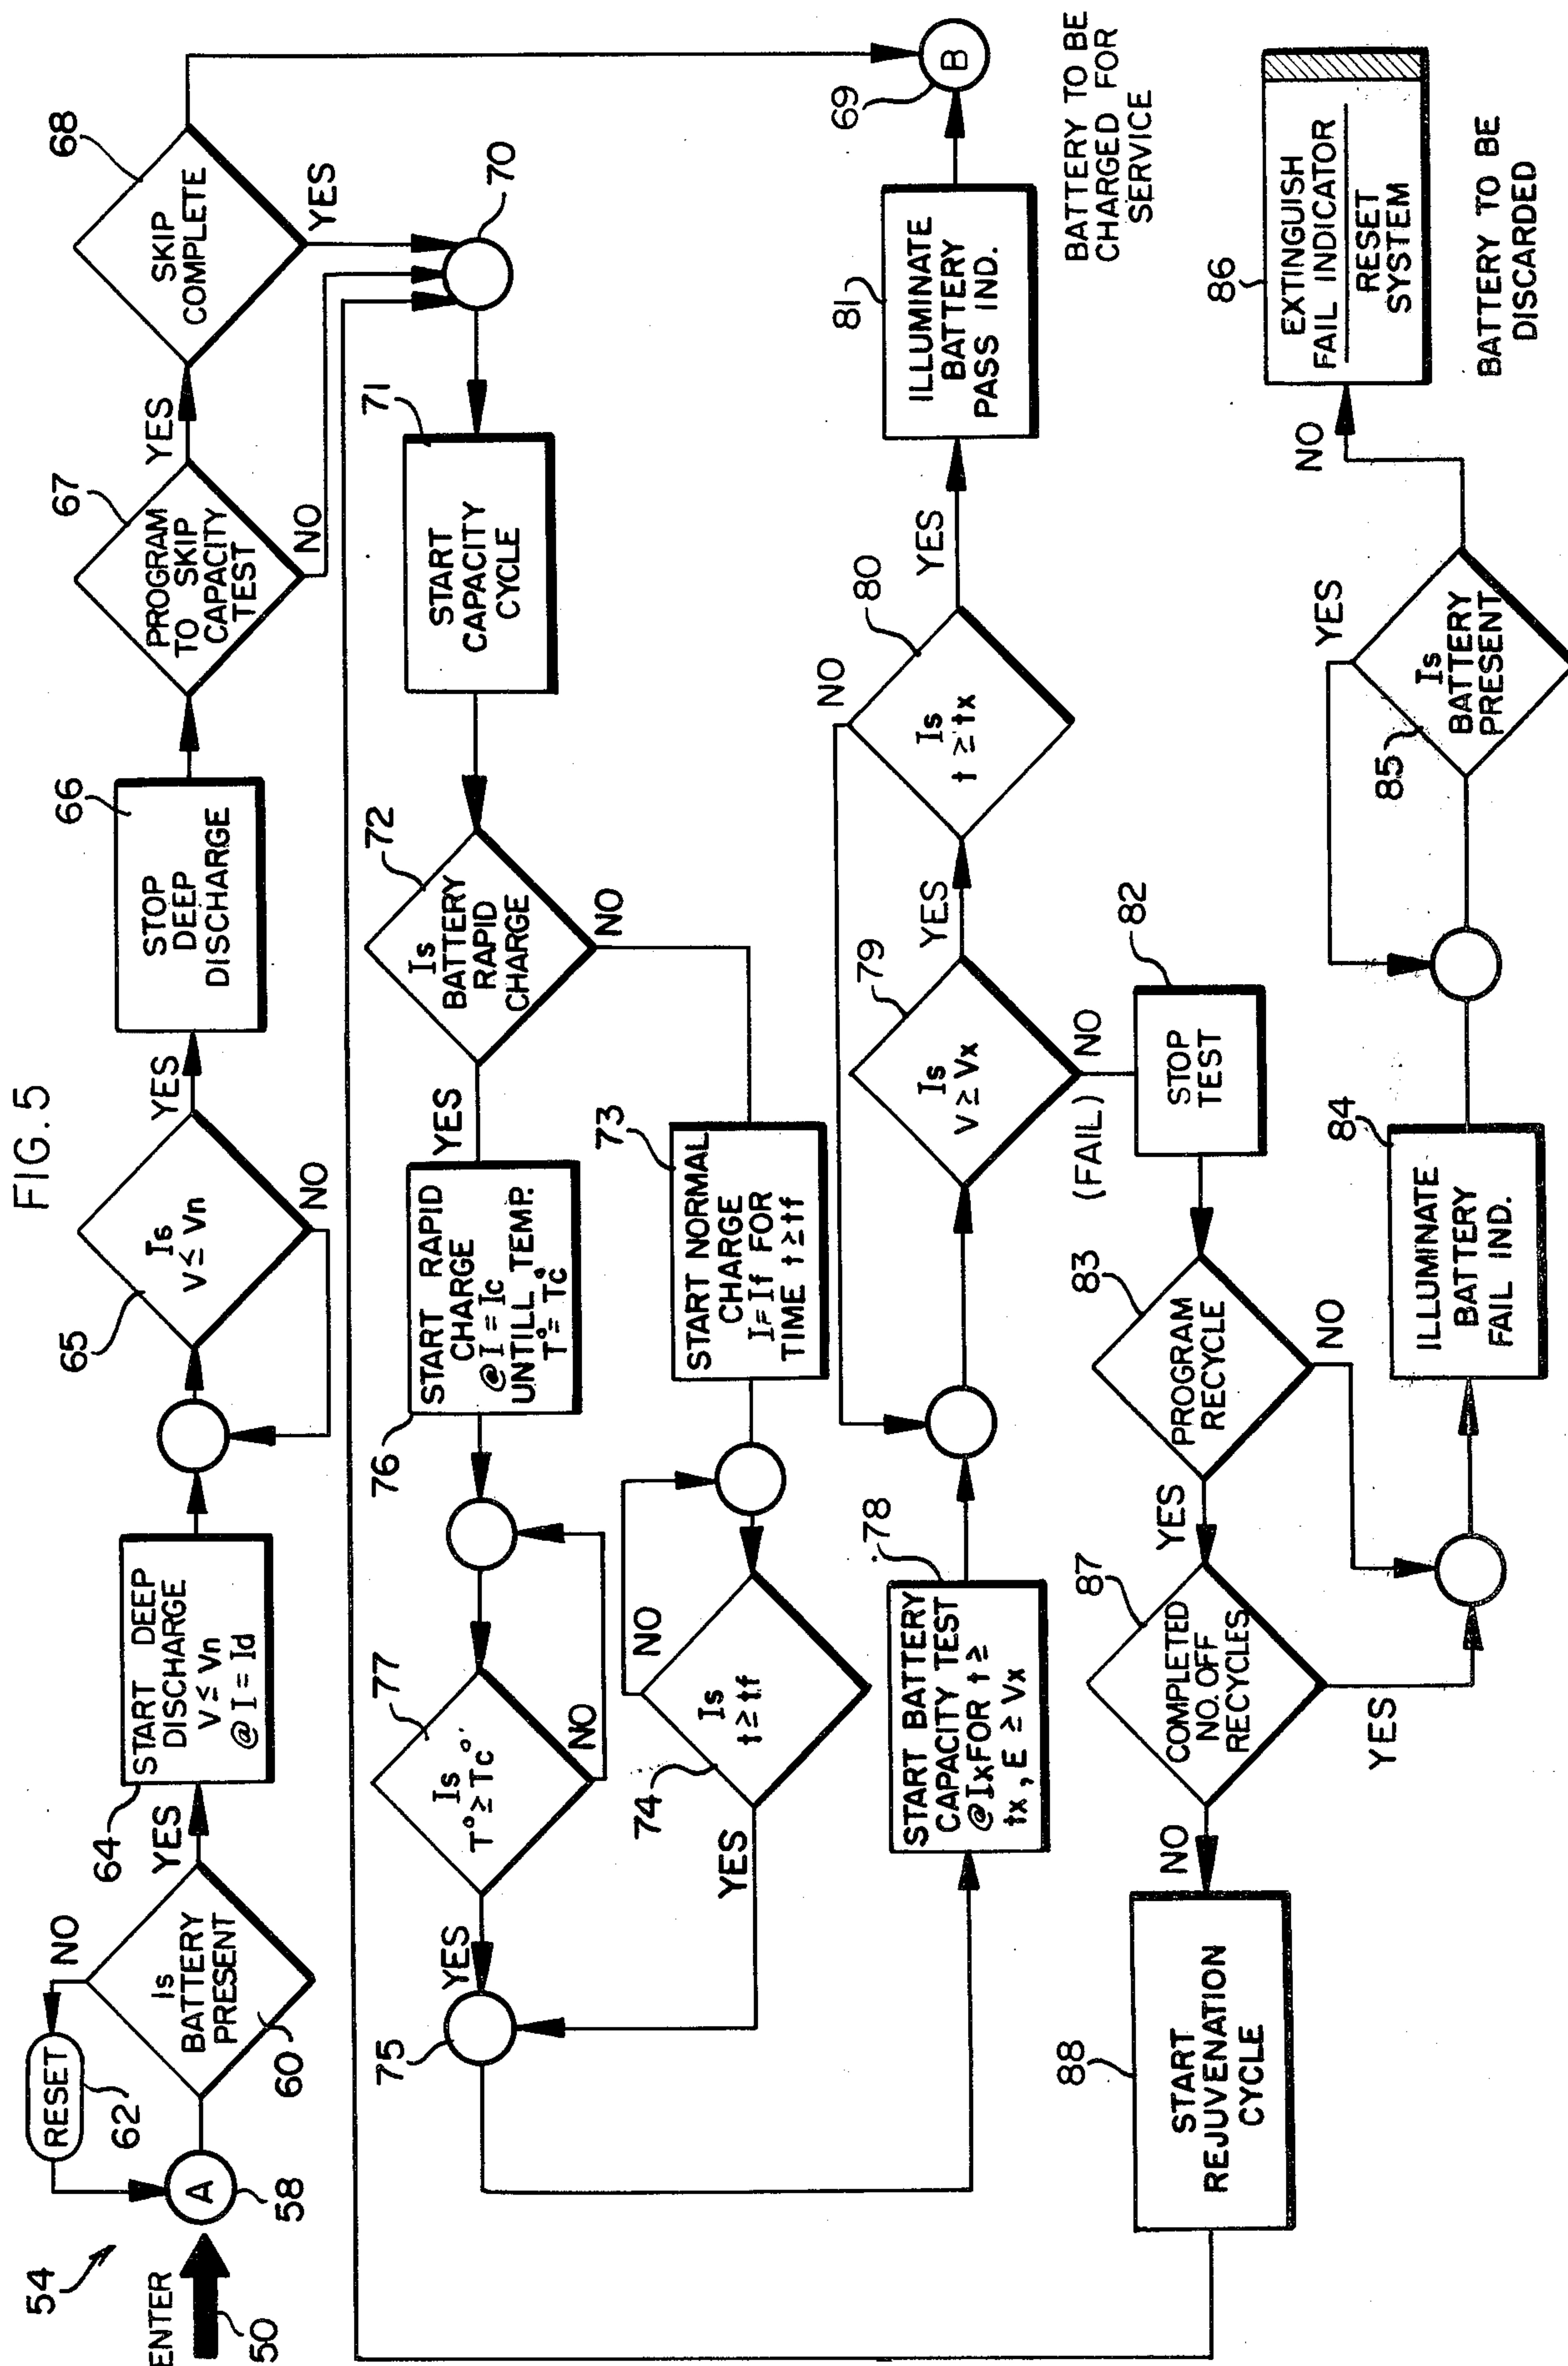 FIG. 5
54
ENTER
50
A
58
RESET
62
NO
Is
BATTERY
PRESENT
60
YES
64
START DEEP
DISCHARGE
V ≤ Vn
@ I = Id
65
Is
V ≤ Vn
NO
YES
66
STOP
DEEP
DISCHARGE
67
PROGRAM
TO SKIP
CAPACITY
TEST
NO
YES
68
SKIP
COMPLETE
YES
70
71
START
CAPACITY
CYCLE
72
Is
BATTERY
RAPID
CHARGE
NO
YES
76
START RAPID
CHARGE
@ I = Ic
UNTILL TEMP.
T° = Tc°
73
START NORMAL
CHARGE
I = If FOR
TIME t ≥ tf
77
Is
T° ≥ Tc°
NO
YES
74
Is
t ≥ tf
NO
YES
75
78
START BATTERY
CAPACITY TEST
@ Ix FOR t ≥
tx, E ≥ Vx
79
Is
V ≥ Vx
YES
NO
(FAIL)
80
Is
t ≥ tx
NO
YES
81
ILLUMINATE
BATTERY
PASS IND.
69
B
BATTERY TO BE
CHARGED FOR
SERVICE
82
STOP
TEST
83
PROGRAM
RECYCLE
NO
YES
87
COMPLETED
NO. OFF
RECYCLES
YES
NO
88
START
REJUVENATION
CYCLE
84
ILLUMINATE
BATTERY
FAIL IND.
85
Is
BATTERY
PRESENT
YES
NO
86
EXTINGUISH
FAIL INDICATOR
RESET
SYSTEM
BATTERY TO BE
DISCARDED